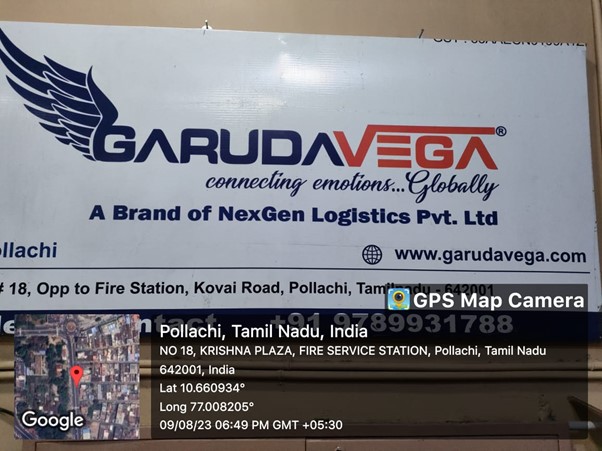 GARUDAVEGA®
connecting emotions...Globally
A Brand of NexGen Logistics Pvt. Ltd
www.garudavega.com
# 18, Opp to Fire Station, Kovai Road, Pollachi, Tamilnadu - 642001
+91 9789931788
GPS Map Camera
Pollachi, Tamil Nadu, India
NO 18, KRISHNA PLAZA, FIRE SERVICE STATION, Pollachi, Tamil Nadu
642001, India
Lat 10.660934°
Long 77.008205°
09/08/23 06:49 PM GMT +05:30
Google